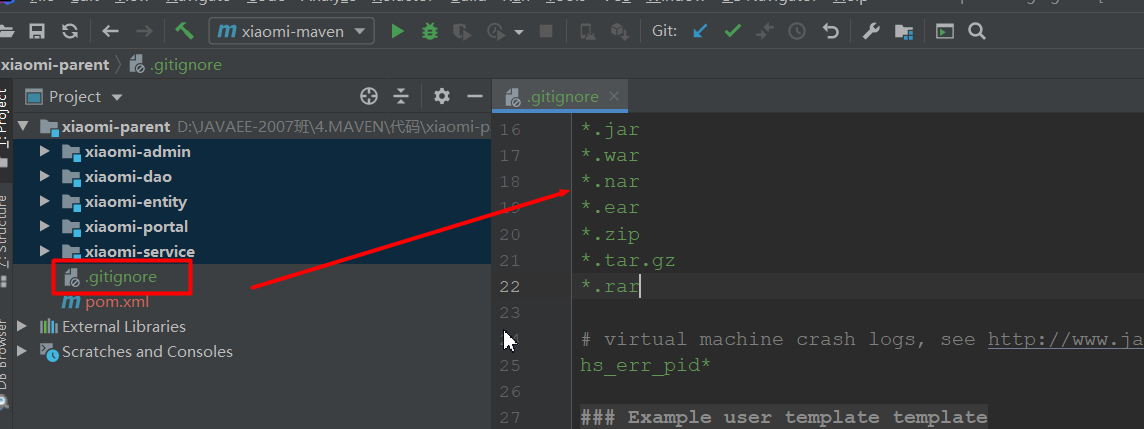 xiaomi-maven
Git:
xiaomi-parent
.gitignore
Project
.gitignore
1: Project
xiaomi-parent D:\JAVAEE-2007班\4.MAVEN\代码\xiaomi-p
xiaomi-admin
xiaomi-dao
xiaomi-entity
xiaomi-portal
xiaomi-service
.gitignore
pom.xml
External Libraries
Scratches and Consoles
Z: Structure
DB Browser
16 *.jar
17 *.war
18 *.nar
19 *.ear
20 *.zip
21 *.tar.gz
22 *.rar
23
24 # virtual machine crash logs, see http://www.ja
25 hs_err_pid*
26
27 ### Example user template template